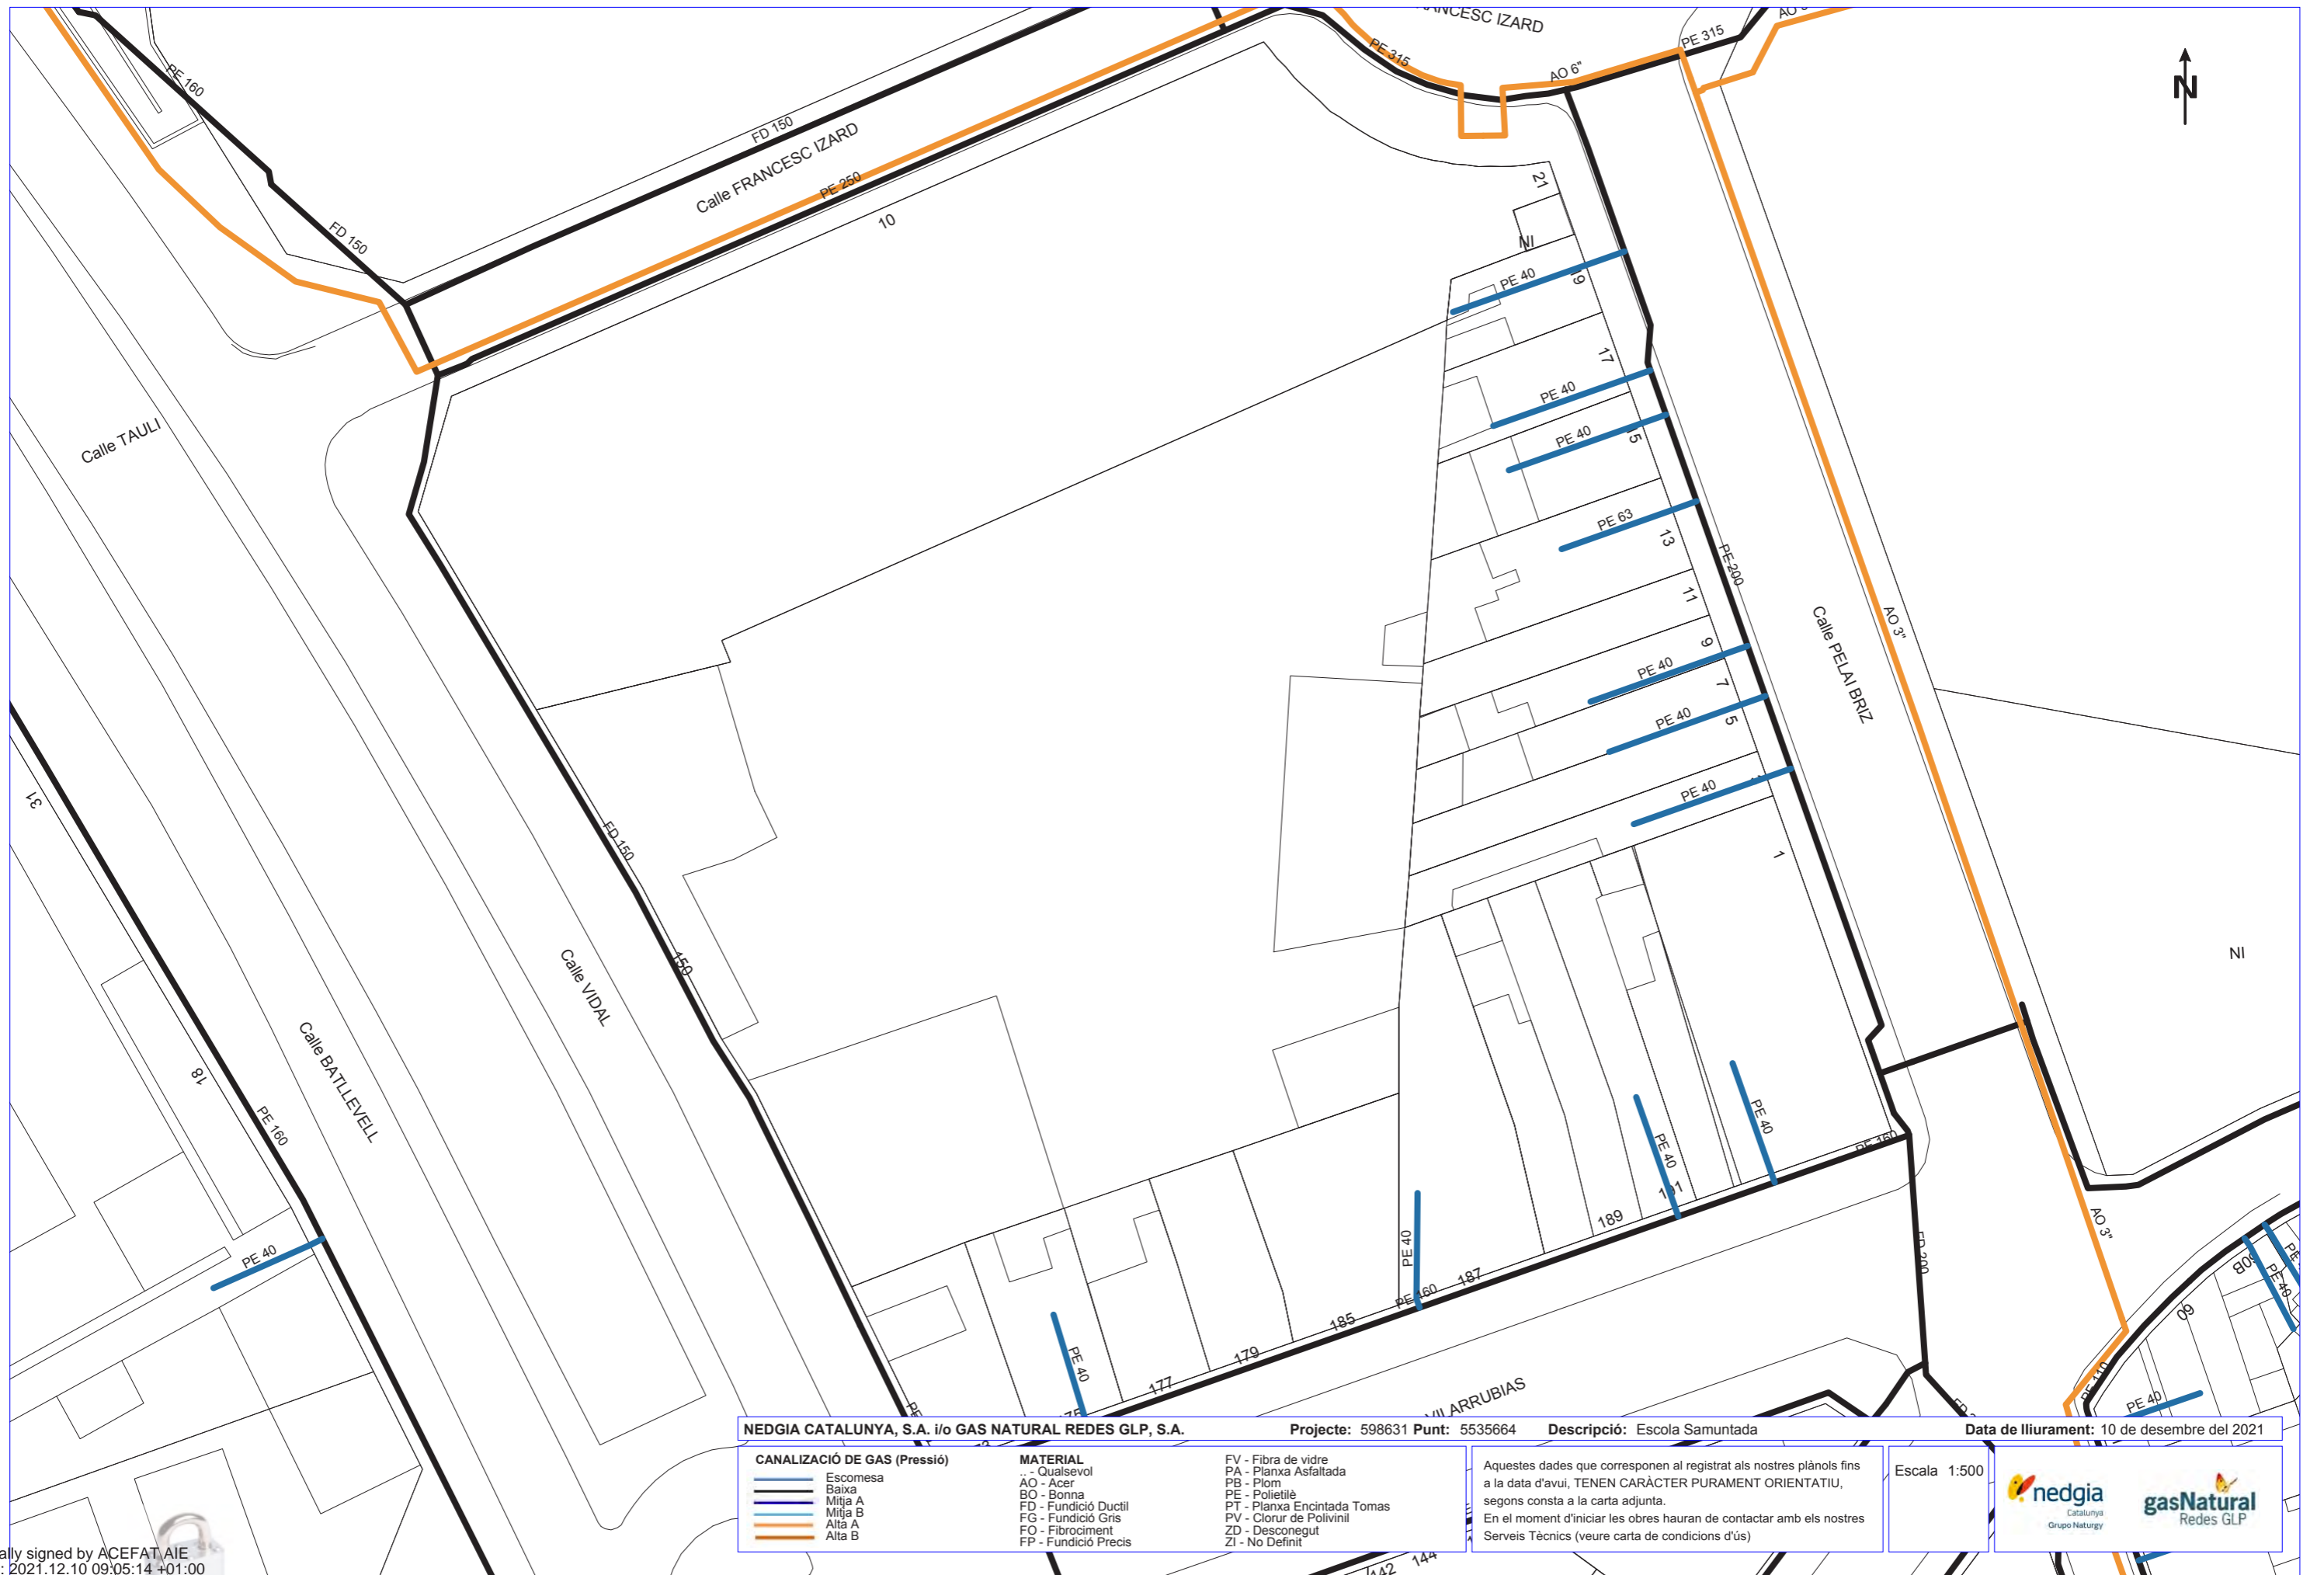 FRANCESC IZARD
PE 315
PE 315
AO 6"
PE 160
FD 150
FD 150
Calle FRANCESC IZARD
PE 250
10
N
21
NI
PE 40
19
17
PE 40
PE 40
15
PE 63
13
PE 200
11
9
PE 40
7
PE 40
5
PE 40
1
Calle PELAI BRIZ
AO 3"
NI
Calle TAULI
31
FD 150
150
Calle VIDAL
Calle BATLLEVELL
18
PE 160
PE 40
PE 40
PE 40
191
PE 160
189
PE 40
187
PE 160
185
179
177
PE 40
FD 200
AO 3"
60B
PE 40
60
PE 110
PE 40
VILARRUBIAS
NEDGIA CATALUNYA, S.A. i/o GAS NATURAL REDES GLP, S.A.
Projecte: 598631 Punt: 5535664
Descripció: Escola Samuntada
Data de lliurament: 10 de desembre del 2021
CANALIZACIÓ DE GAS (Pressió)
Escomesa
Baixa
Mitja A
Mitja B
Alta A
Alta B
MATERIAL
.. - Qualsevol
AO - Acer
BO - Bonna
FD - Fundició Ductil
FG - Fundició Gris
FO - Fibrociment
FP - Fundició Precis
FV - Fibra de vidre
PA - Planxa Asfaltada
PB - Plom
PE - Polietilè
PT - Planxa Encintada Tomas
PV - Clorur de Polivinil
ZD - Desconegut
ZI - No Definit
Aquestes dades que corresponen al registrat als nostres plànols fins
a la data d'avui, TENEN CARÀCTER PURAMENT ORIENTATIU,
segons consta a la carta adjunta.
En el moment d'iniciar les obres hauran de contactar amb els nostres
Serveis Tècnics (veure carta de condicions d'ús)
Escala 1:500
nedgia
Catalunya
Grupo Naturgy
gasNatural
Redes GLP
144
142
ally signed by ACEFAT AIE
: 2021.12.10 09:05:14 +01:00